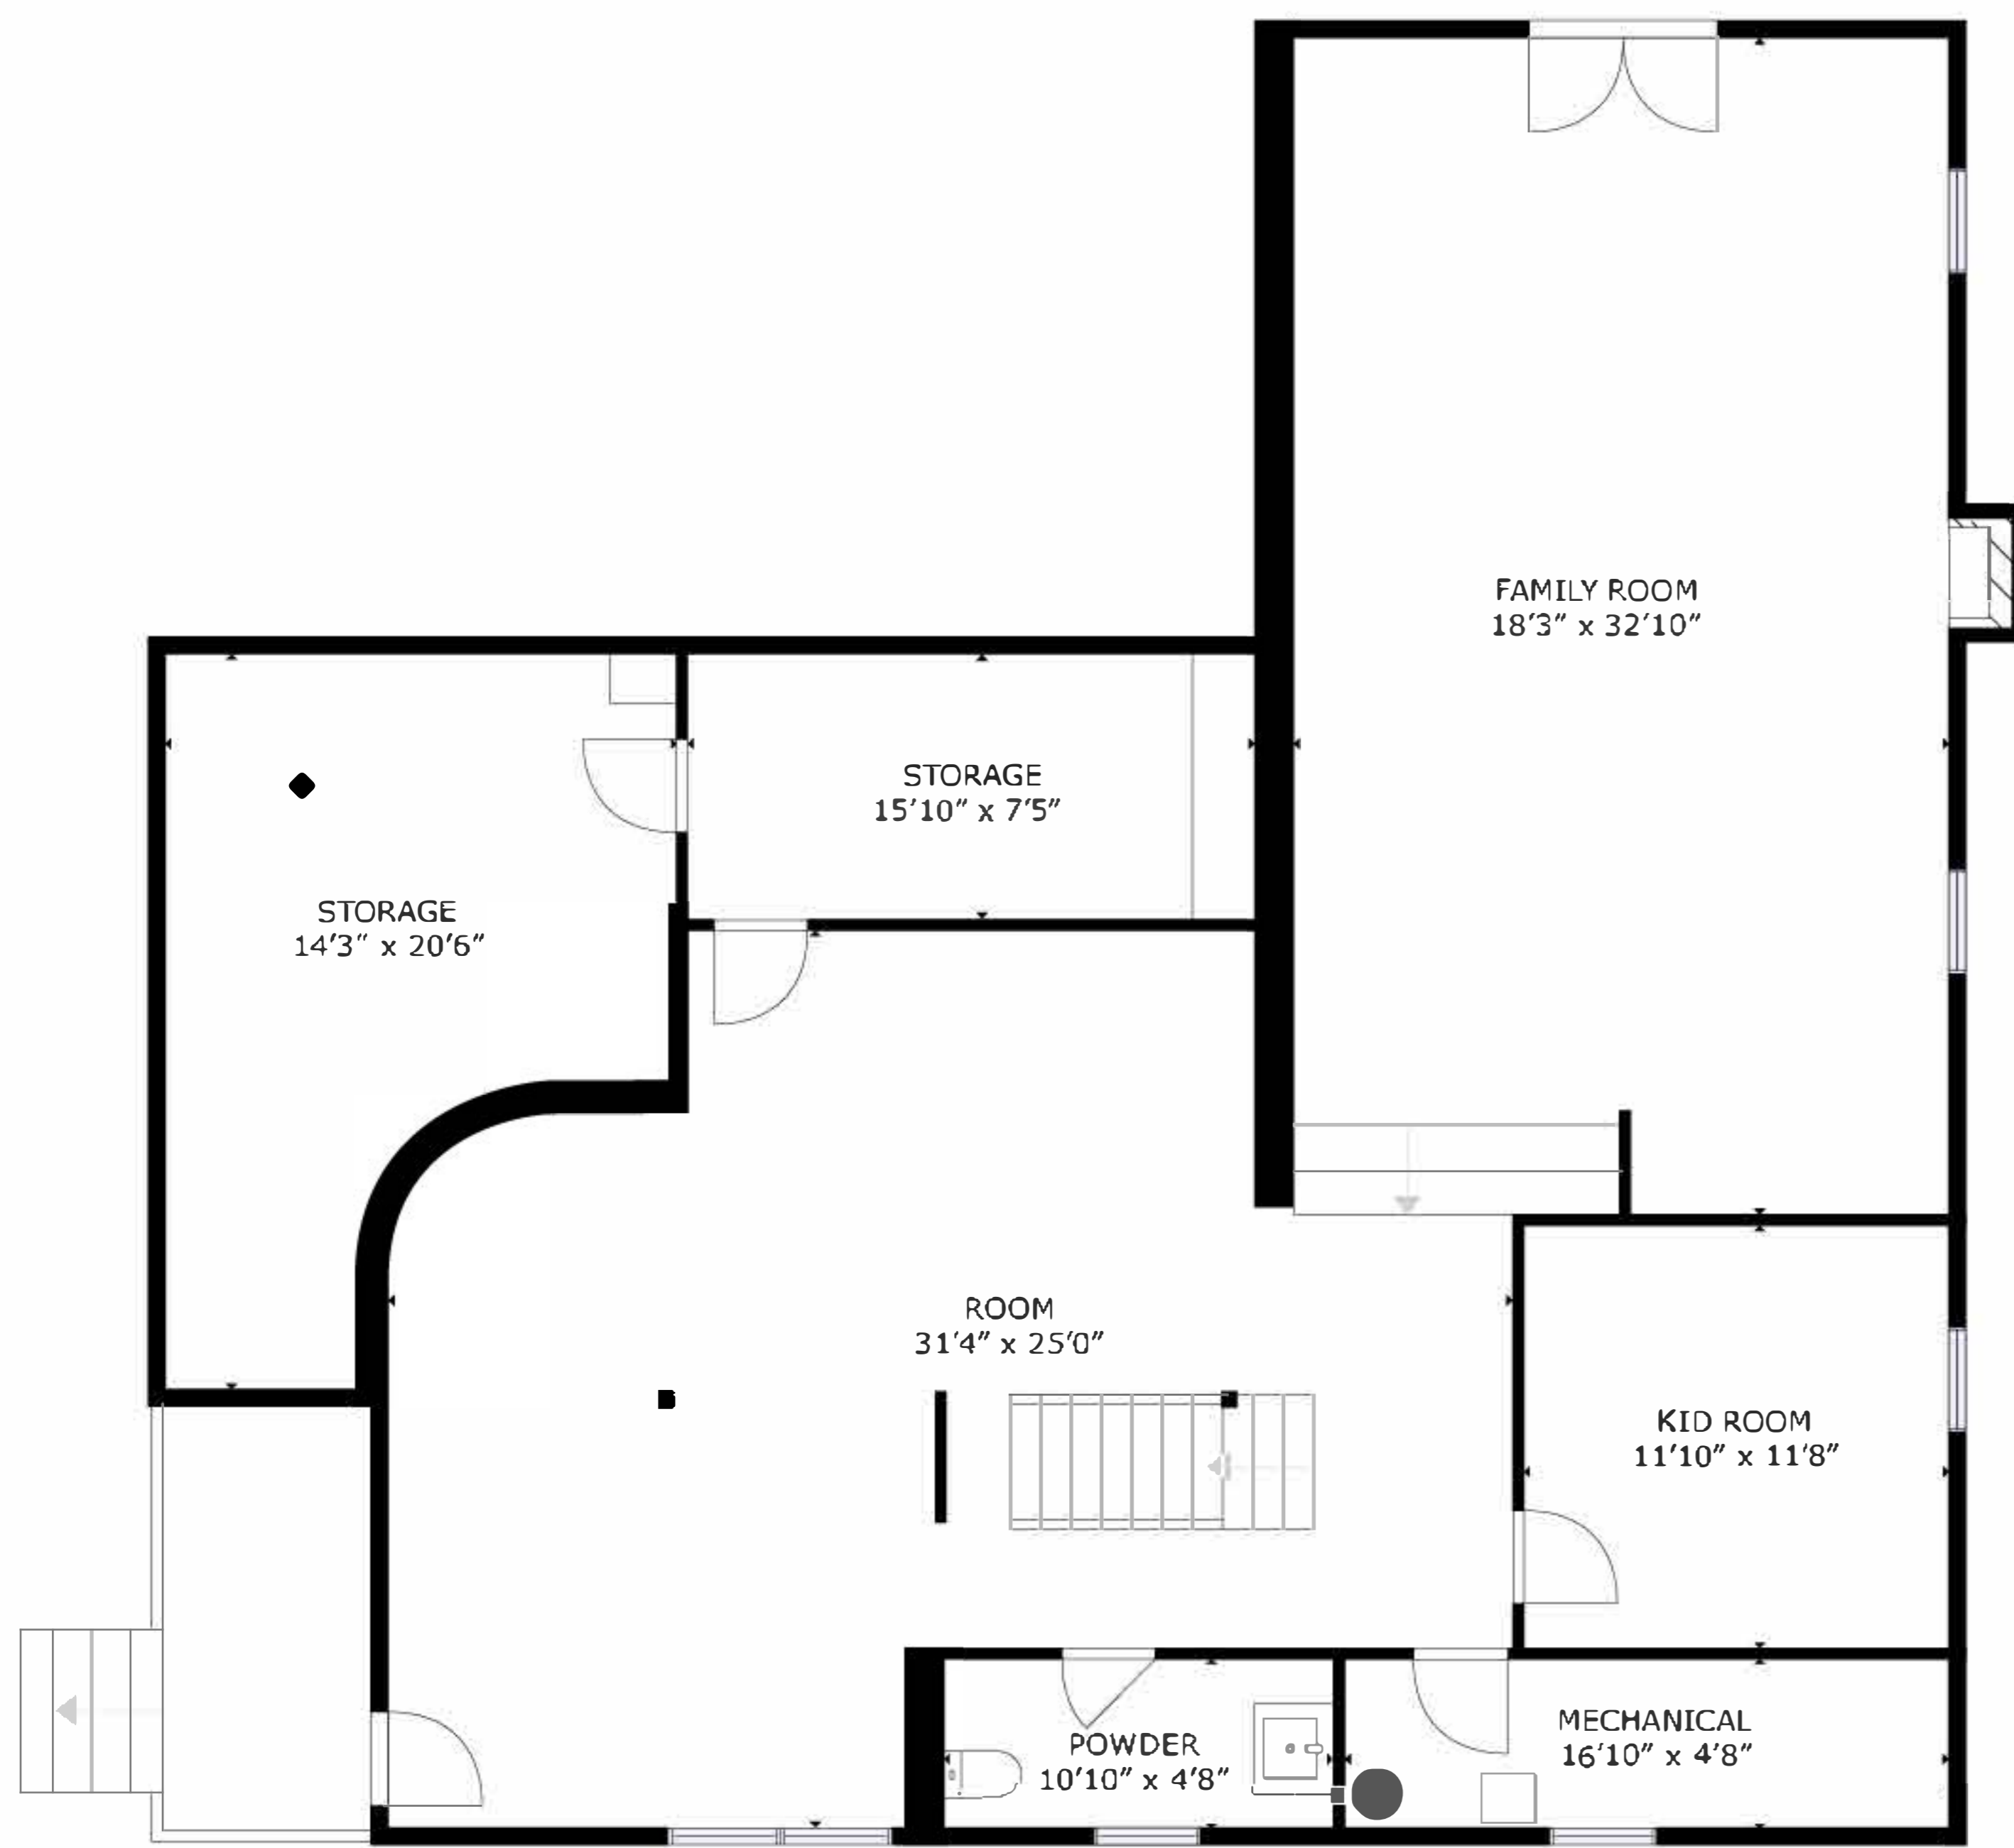 FAMILY ROOM
18'3" x 32'10"
STORAGE
15'10" x 7'5"
STORAGE
14'3" x 20'6"
ROOM
31'4" x 25'0"
KID ROOM
11'10" x 11'8"
MECHANICAL
16'10" x 4'8"
POWDER
10'10" x 4'8"